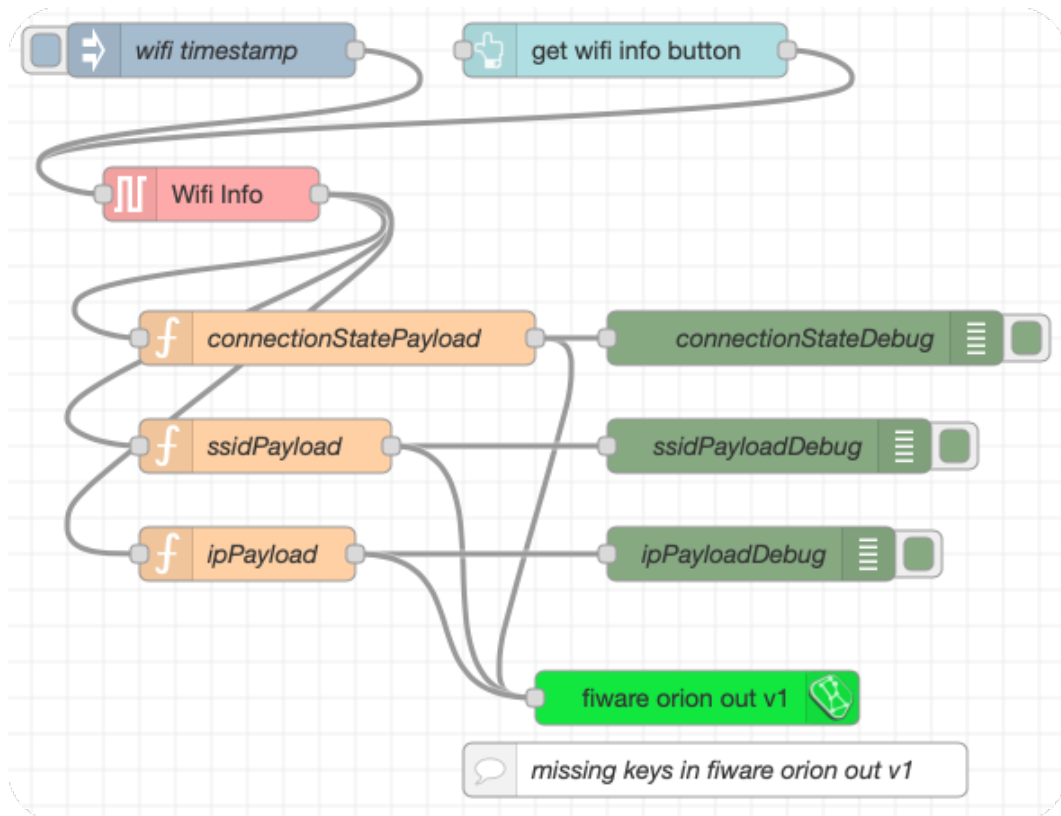 wifi timestamp
get wifi info button
Wifi Info
connectionStatePayload
connectionStateDebug
ssidPayload
ssidPayloadDebug
ipPayload
ipPayloadDebug
fiware orion out v1
missing keys in fiware orion out v1